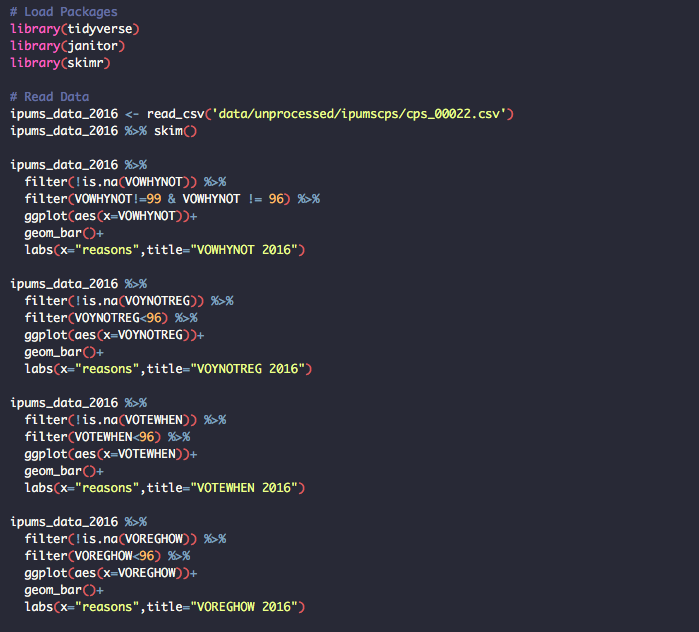 # Load Packages
library(tidyverse)
library(janitor)
library(skimr)

# Read Data
ipums_data_2016 <- read_csv('data/unprocessed/ipumscps/cps_00022.csv')
ipums_data_2016 %>% skim()

ipums_data_2016 %>%
  filter(!is.na(VOWHYNOT)) %>%
  filter(VOWHYNOT!=99 & VOWHYNOT != 96) %>%
  ggplot(aes(x=VOWHYNOT))+
  geom_bar()+
  labs(x="reasons",title="VOWHYNOT 2016")

ipums_data_2016 %>%
  filter(!is.na(VOYNOTREG)) %>%
  filter(VOYNOTREG<96) %>%
  ggplot(aes(x=VOYNOTREG))+
  geom_bar()+
  labs(x="reasons",title="VOYNOTREG 2016")

ipums_data_2016 %>%
  filter(!is.na(VOTEWHEN)) %>%
  filter(VOTEWHEN<96) %>%
  ggplot(aes(x=VOTEWHEN))+
  geom_bar()+
  labs(x="reasons",title="VOTEWHEN 2016")

ipums_data_2016 %>%
  filter(!is.na(VOREGHOW)) %>%
  filter(VOREGHOW<96) %>%
  ggplot(aes(x=VOREGHOW))+
  geom_bar()+
  labs(x="reasons",title="VOREGHOW 2016")